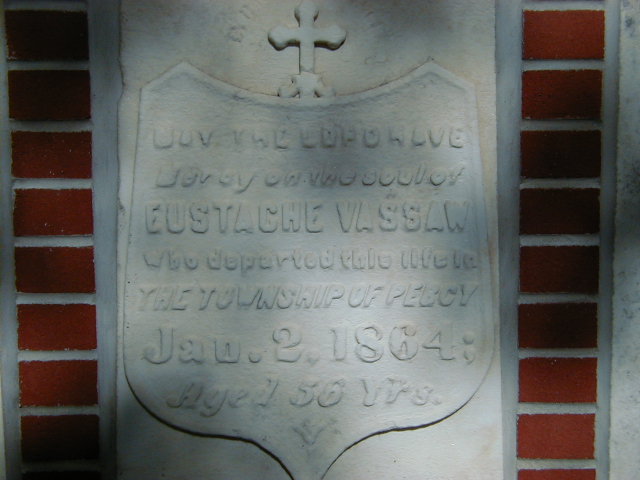 MAY THE LORD HAVE
Mercy on the soul of
EUSTACHE VASSAW
Who departed this life in
THE TOWNSHIP OF PERCY
Jan. 2, 1864;
Aged 56 Yrs.